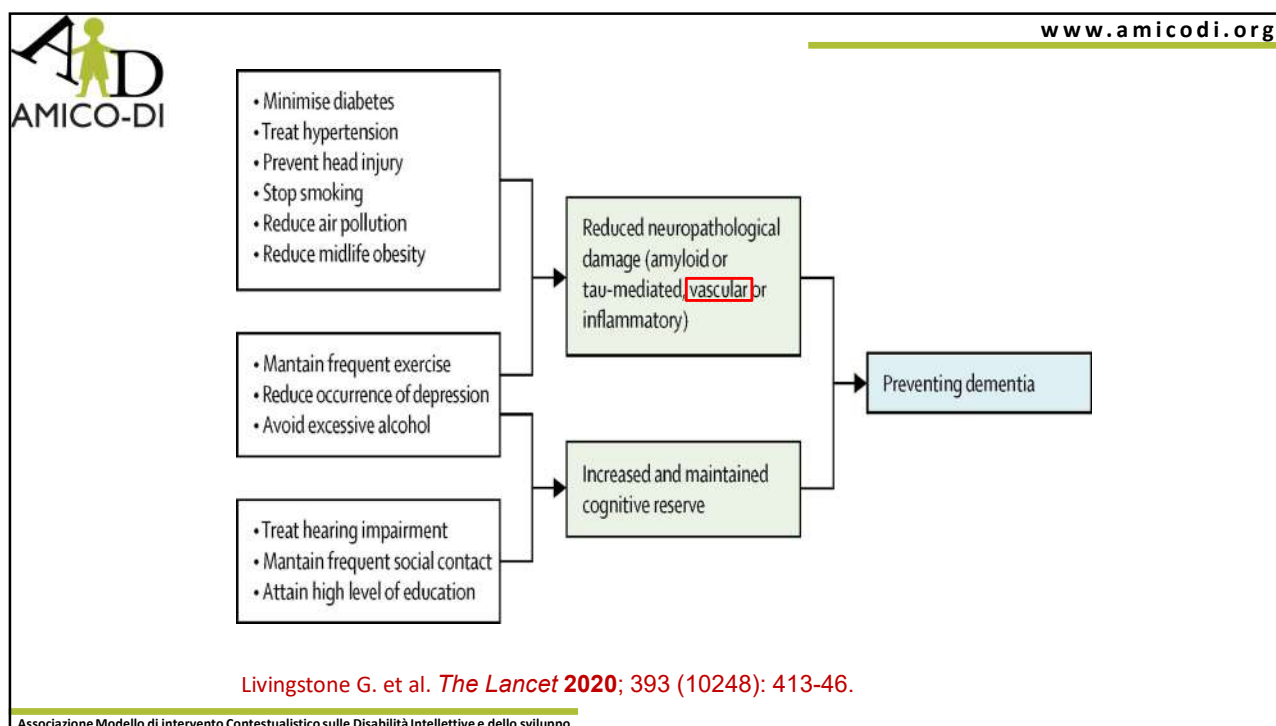 www.amicodi.org
AD
AMICO-DI
• Minimise diabetes
• Treat hypertension
• Prevent head injury
• Stop smoking
• Reduce air pollution
• Reduce midlife obesity
• Mantain frequent exercise
• Reduce occurrence of depression
• Avoid excessive alcohol
• Treat hearing impairment
• Mantain frequent social contact
• Attain high level of education
Reduced neuropathological
damage (amyloid or
tau-mediated, vascular or
inflammatory)
Increased and maintained
cognitive reserve
Preventing dementia
Livingstone G. et al. The Lancet 2020; 393 (10248): 413-46.
Associazione Modello di intervento Contestualistico sulle Disabilità Intellettive e dello sviluppo